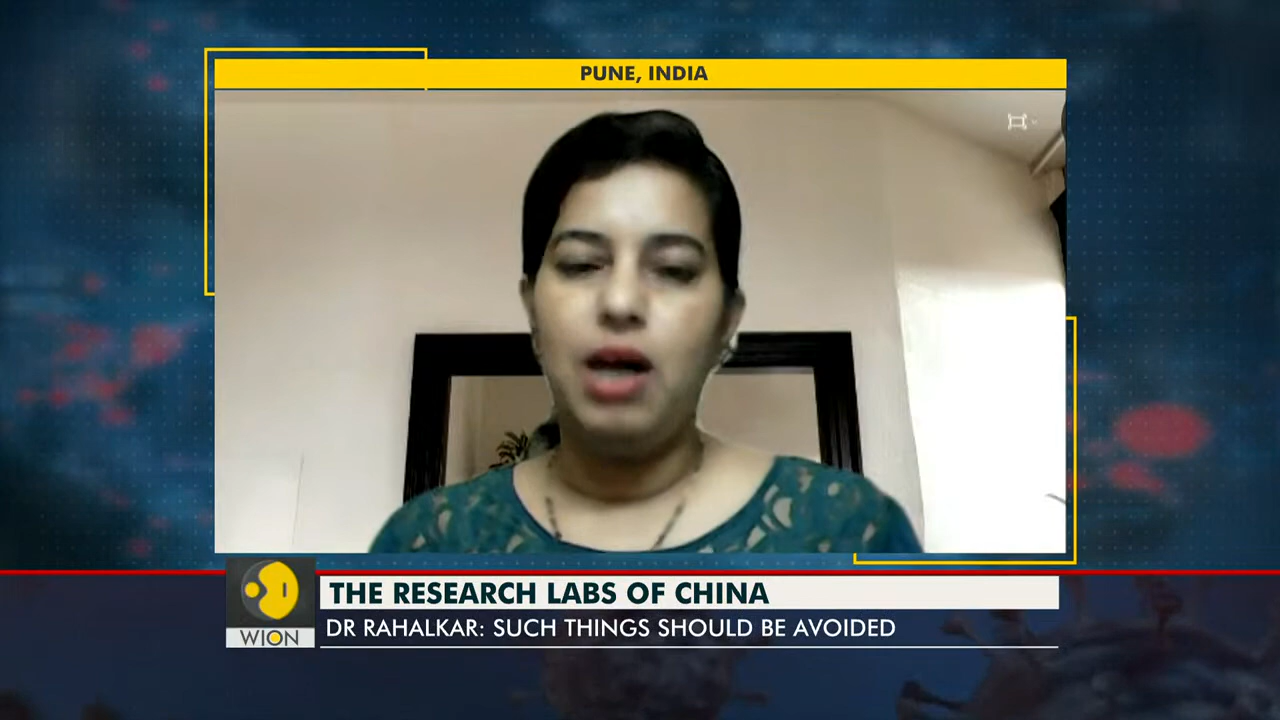 PUNE, INDIA
THE RESEARCH LABS OF CHINA
DR RAHALKAR: SUCH THINGS SHOULD BE AVOIDED
WION